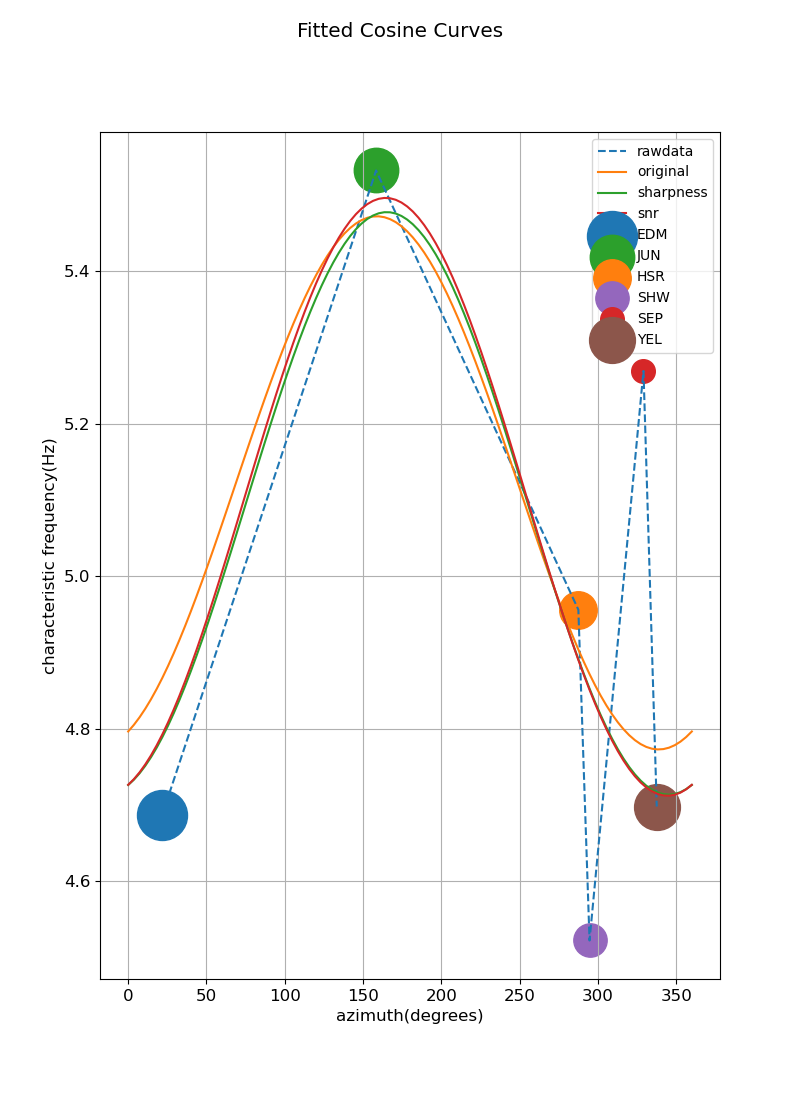 Fitted Cosine Curves
rawdata
original
sharpness
snr
EDM
JUN
HSR
SHW
SEP
YEL
5.4
5.2
5.0
4.8
4.6
characteristic frequency(Hz)
0 50 100 150 200 250 300 350
azimuth(degrees)